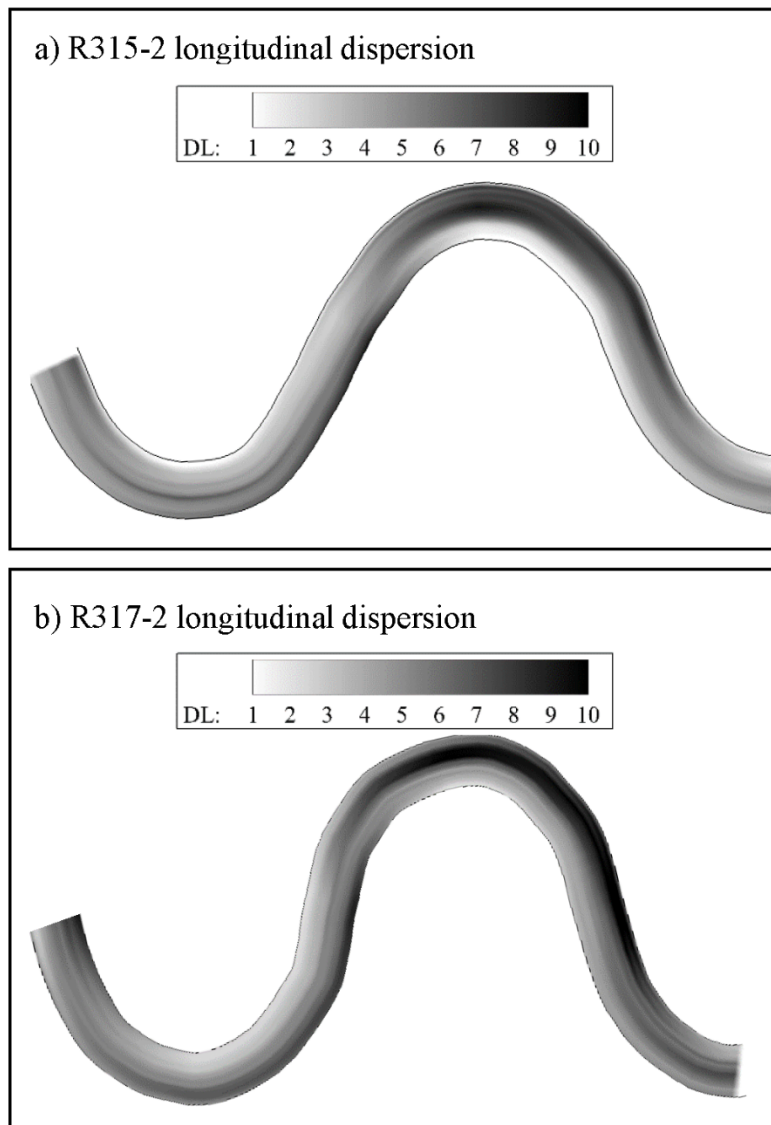 a) R315-2 longitudinal dispersion
DL: 1 2 3 4 5 6 7 8 9 10
b) R317-2 longitudinal dispersion
DL: 1 2 3 4 5 6 7 8 9 10